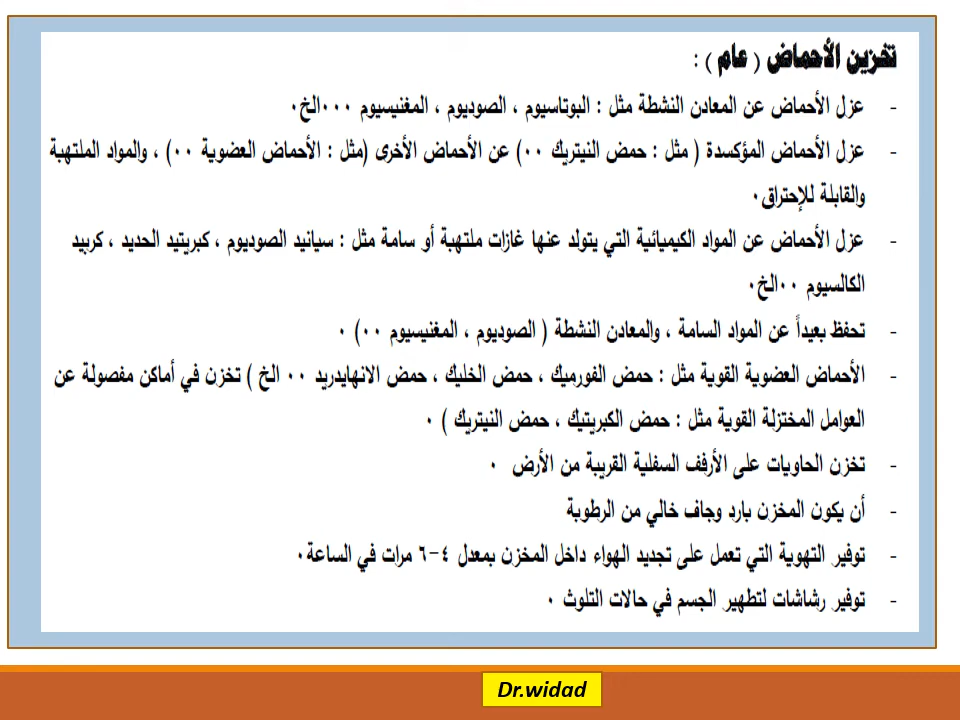 تخزين الأحماض ( عام ) :
- عزل الأحماض عن المعادن النشطة مثل : البوتاسيوم ، الصوديوم ، المغنيسيوم ٠٠٠الخ٠
- عزل الأحماض المؤكسدة ( مثل : حمض النيتريك ٠٠) عن الأحماض الأخرى (مثل : الأحماض العضوية ٠٠) ، والمواد الملتهبة
والقابلة للإحتراق٠
- عزل الأحماض عن المواد الكيميائية التي يتولد عنها غازات ملتهبة أو سامة مثل : سيانيد الصوديوم ، كبريتيد الحديد ، كربيد
الكالسيوم ٠٠الخ٠
- تحفظ بعيداً عن المواد السامة ، والمعادن النشطة ( الصوديوم ، المغنيسيوم ٠٠) ٠
- الأحماض العضوية القوية مثل : حمض الفورميك ، حمض الخليك ، حمض الانهايدريد ٠٠ الخ ) تخزن في أماكن مفصولة عن
العوامل المختزلة القوية مثل : حمض الكبريتيك ، حمض النيتريك ) ٠
- تخزن الحاويات على الأرفف السفلية القريبة من الأرض ٠
- أن يكون المخزن بارد وجاف خالي من الرطوبة
- توفير التهوية التي تعمل على تجديد الهواء داخل المخزن بمعدل ٤-٦ مرات في الساعة٠
- توفير رشاشات لتطهير الجسم في حالات التلوث ٠
Dr.widad